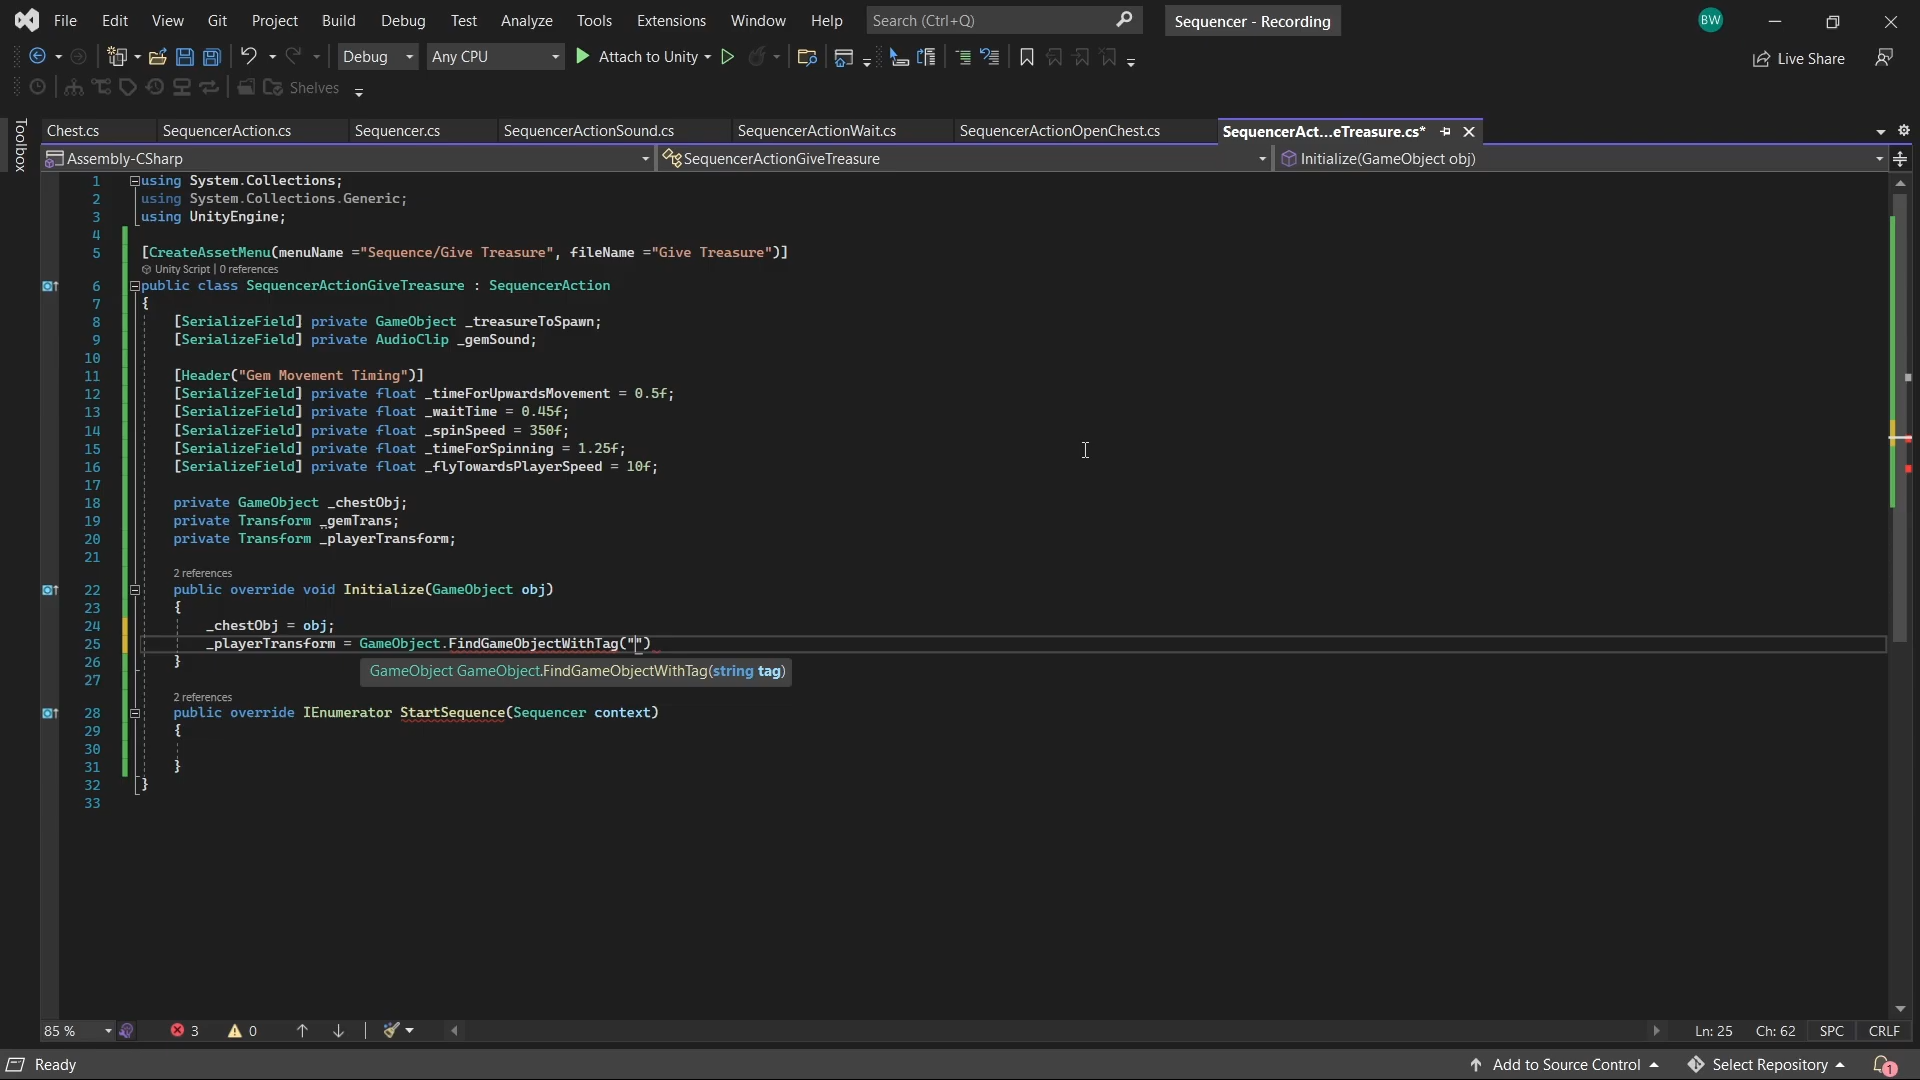 File Edit View Git Project Build Debug Test Analyze Tools Extensions Window Help Search (Ctrl+Q) Sequencer - Recording BW
Debug Any CPU Attach to Unity Live Share
Shelves
Toolbox
Chest.cs SequencerAction.cs Sequencer.cs SequencerActionSound.cs SequencerActionWait.cs SequencerActionOpenChest.cs SequencerAct...eTreasure.cs*
Assembly-CSharp SequencerActionGiveTreasure Initialize(GameObject obj)
1 using System.Collections;
2 using System.Collections.Generic;
3 using UnityEngine;
4
5 [CreateAssetMenu(menuName ="Sequence/Give Treasure", fileName ="Give Treasure")]
Unity Script | 0 references
6 public class SequencerActionGiveTreasure : SequencerAction
7 {
8 [SerializeField] private GameObject _treasureToSpawn;
9 [SerializeField] private AudioClip _gemSound;
10
11 [Header("Gem Movement Timing")]
12 [SerializeField] private float _timeForUpwardsMovement = 0.5f;
13 [SerializeField] private float _waitTime = 0.45f;
14 [SerializeField] private float _spinSpeed = 350f;
15 [SerializeField] private float _timeForSpinning = 1.25f;
16 [SerializeField] private float _flyTowardsPlayerSpeed = 10f;
17
18 private GameObject _chestObj;
19 private Transform _gemTrans;
20 private Transform _playerTransform;
21
2 references
22 public override void Initialize(GameObject obj)
23 {
24 _chestObj = obj;
25 _playerTransform = GameObject.FindGameObjectWithTag("")
26 }
GameObject GameObject.FindGameObjectWithTag(string tag)
27
2 references
28 public override IEnumerator StartSequence(Sequencer context)
29 {
30
31 }
32 }
33
85 % 3 0 Ln: 25 Ch: 62 SPC CRLF
Ready Add to Source Control Select Repository 1